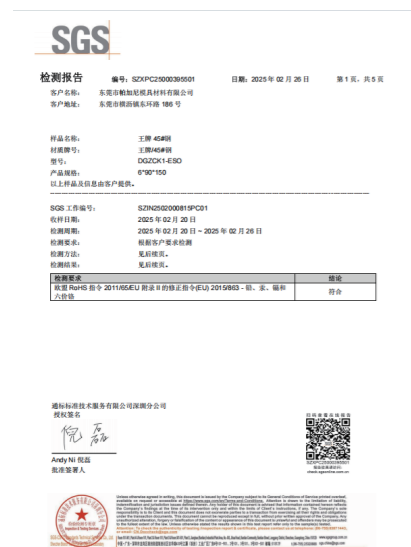 SGS
检测报告 编号: SZXPC25000395501 日期: 2025 年 02 月 26 日 第 1 页, 共 5 页
客户名称: 东莞市帕加尼模具材料有限公司
客户地址: 东莞市横沥镇东环路 186 号
样品名称: 王牌 45#钢
材质牌号: 王牌45#钢
型号: DGZCK1-ESO
产品规格: 6*90*150
以上样品及信息由客户提供。
SGS 工作编号: SZIN2502000815PC01
收样日期: 2025 年 02 月 20 日
检测周期: 2025 年 02 月 20 日 ~ 2025 年 02 月 26 日
检测要求: 根据客户要求检测
检测方法: 见后续页。
检测结果: 见后续页。
检测要求 结论
欧盟 RoHS 指令 2011/65/EU 附录 II 的修正指令(EU) 2015/863 - 铅、汞、镉和六价铬 符合
通标标准技术服务有限公司深圳分公司
授权签名
倪磊
Andy Ni 倪磊
批准签署人
SZXPC25000395501
check.sgsonline.com.cn